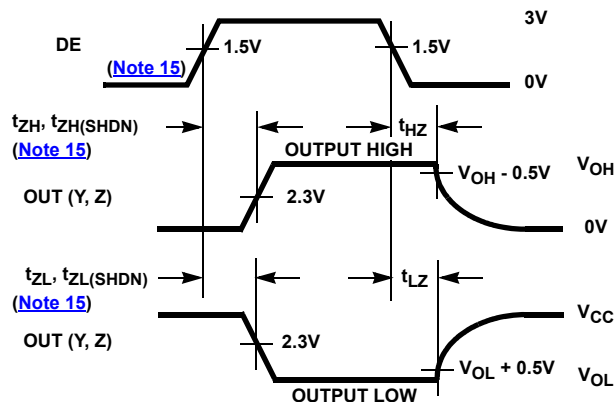 3V
DE
(Note 15)
1.5V
1.5V
0V
tZH, tZH(SHDN)
(Note 15)
tHZ
OUTPUT HIGH
VOH - 0.5V
VOH
OUT (Y, Z)
2.3V
0V
tZL, tZL(SHDN)
(Note 15)
tLZ
VCC
OUT (Y, Z)
2.3V
VOL + 0.5V
VOL
OUTPUT LOW